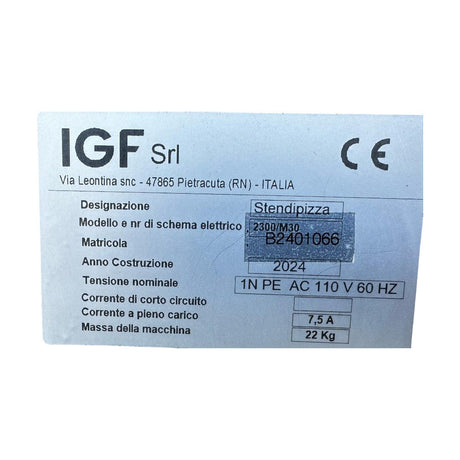 IGF Srl
CE
Via Leontina snc - 47865 Pietracuta (RN) - ITALIA
Designazione Stendipizza
Modello e nr di schema elettrico 2300/M30
Matricola B2401066
Anno Costruzione 2024
Tensione nominale 1N PE AC 110 V 60 HZ
Corrente di corto circuito
Corrente a pieno carico 7,5 A
Massa della macchina 22 Kg